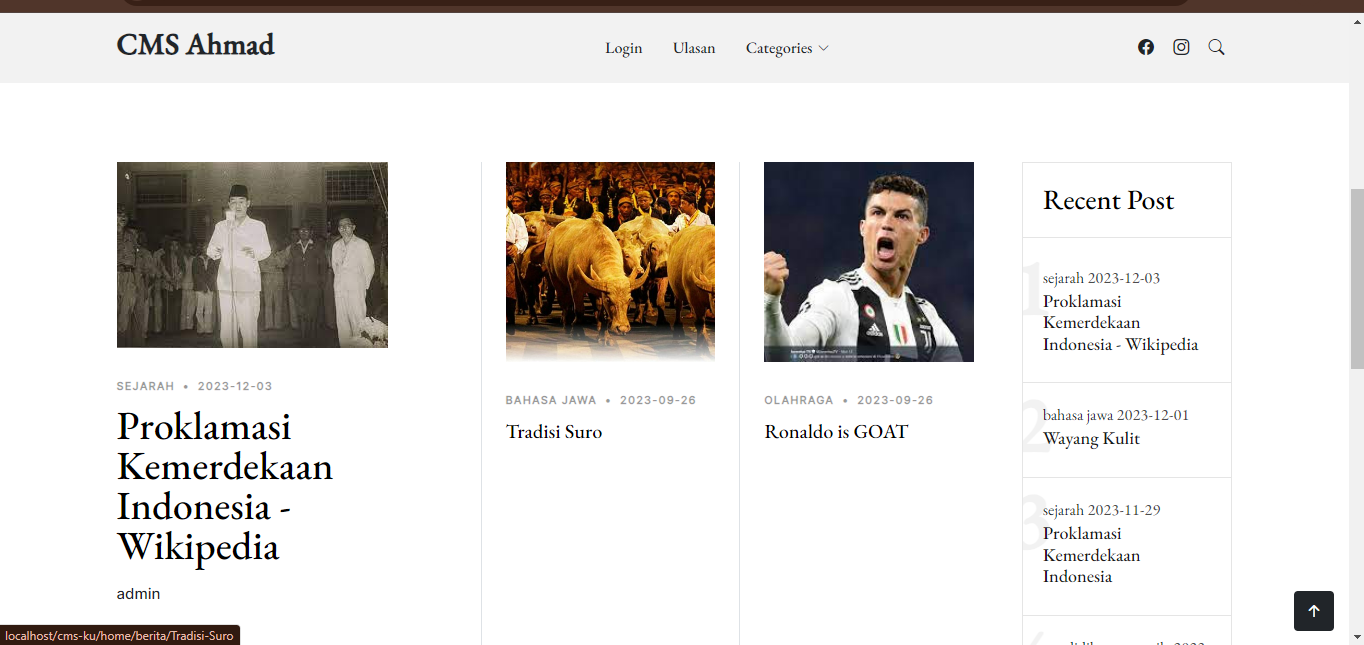 CMS Ahmad
Login
Ulasan
Categories
SEJARAH • 2023-12-03
Proklamasi
Kemerdekaan
Indonesia -
Wikipedia
admin
BAHASA JAWA • 2023-09-26
Tradisi Suro
OLAHRAGA • 2023-09-26
Ronaldo is GOAT
Recent Post
1
sejarah 2023-12-03
Proklamasi
Kemerdekaan
Indonesia - Wikipedia
2
bahasa jawa 2023-12-01
Wayang Kulit
3
sejarah 2023-11-29
Proklamasi
Kemerdekaan
Indonesia
localhost/cms-ku/home/berita/Tradisi-Suro